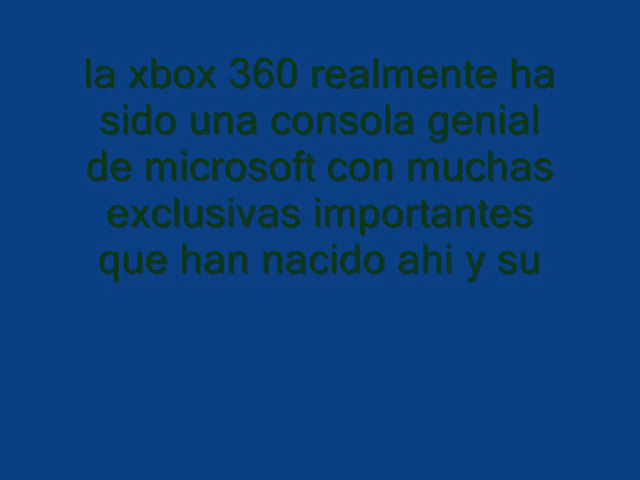 la xbox 360 realmente ha
sido una consola genial
de microsoft con muchas
exclusivas importantes
que han nacido ahi y su